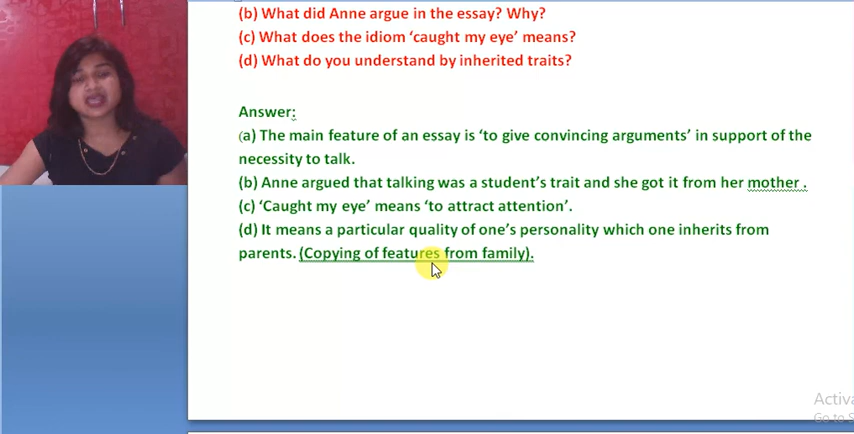 (b) What did Anne argue in the essay? Why?
(c) What does the idiom ‘caught my eye’ means?
(d) What do you understand by inherited traits?
Answer:
(a) The main feature of an essay is ‘to give convincing arguments’ in support of the
necessity to talk.
(b) Anne argued that talking was a student’s trait and she got it from her mother .
(c) ‘Caught my eye’ means ‘to attract attention’.
(d) It means a particular quality of one’s personality which one inherits from
parents. (Copying of features from family).
Activa
Go to S